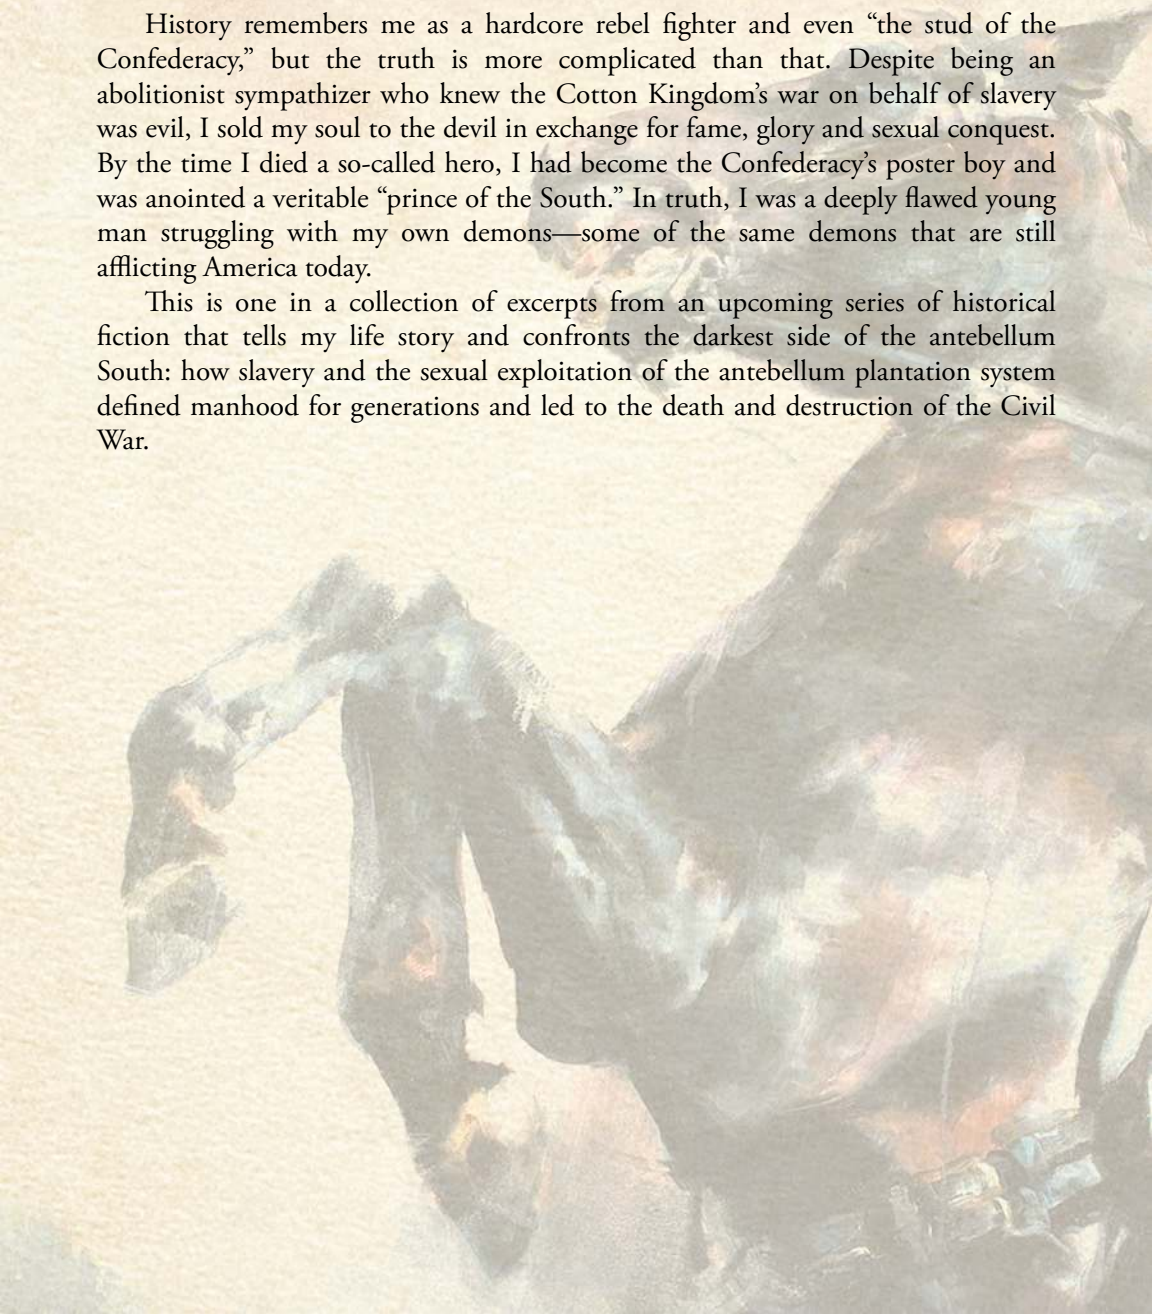 History remembers me as a hardcore rebel fighter and even “the stud of the
Confederacy,” but the truth is more complicated than that. Despite being an
abolitionist sympathizer who knew the Cotton Kingdom’s war on behalf of slavery
was evil, I sold my soul to the devil in exchange for fame, glory and sexual conquest.
By the time I died a so-called hero, I had become the Confederacy’s poster boy and
was anointed a veritable “prince of the South.” In truth, I was a deeply flawed young
man struggling with my own demons—some of the same demons that are still
afflicting America today.
This is one in a collection of excerpts from an upcoming series of historical
fiction that tells my life story and confronts the darkest side of the antebellum
South: how slavery and the sexual exploitation of the antebellum plantation system
defined manhood for generations and led to the death and destruction of the Civil
War.